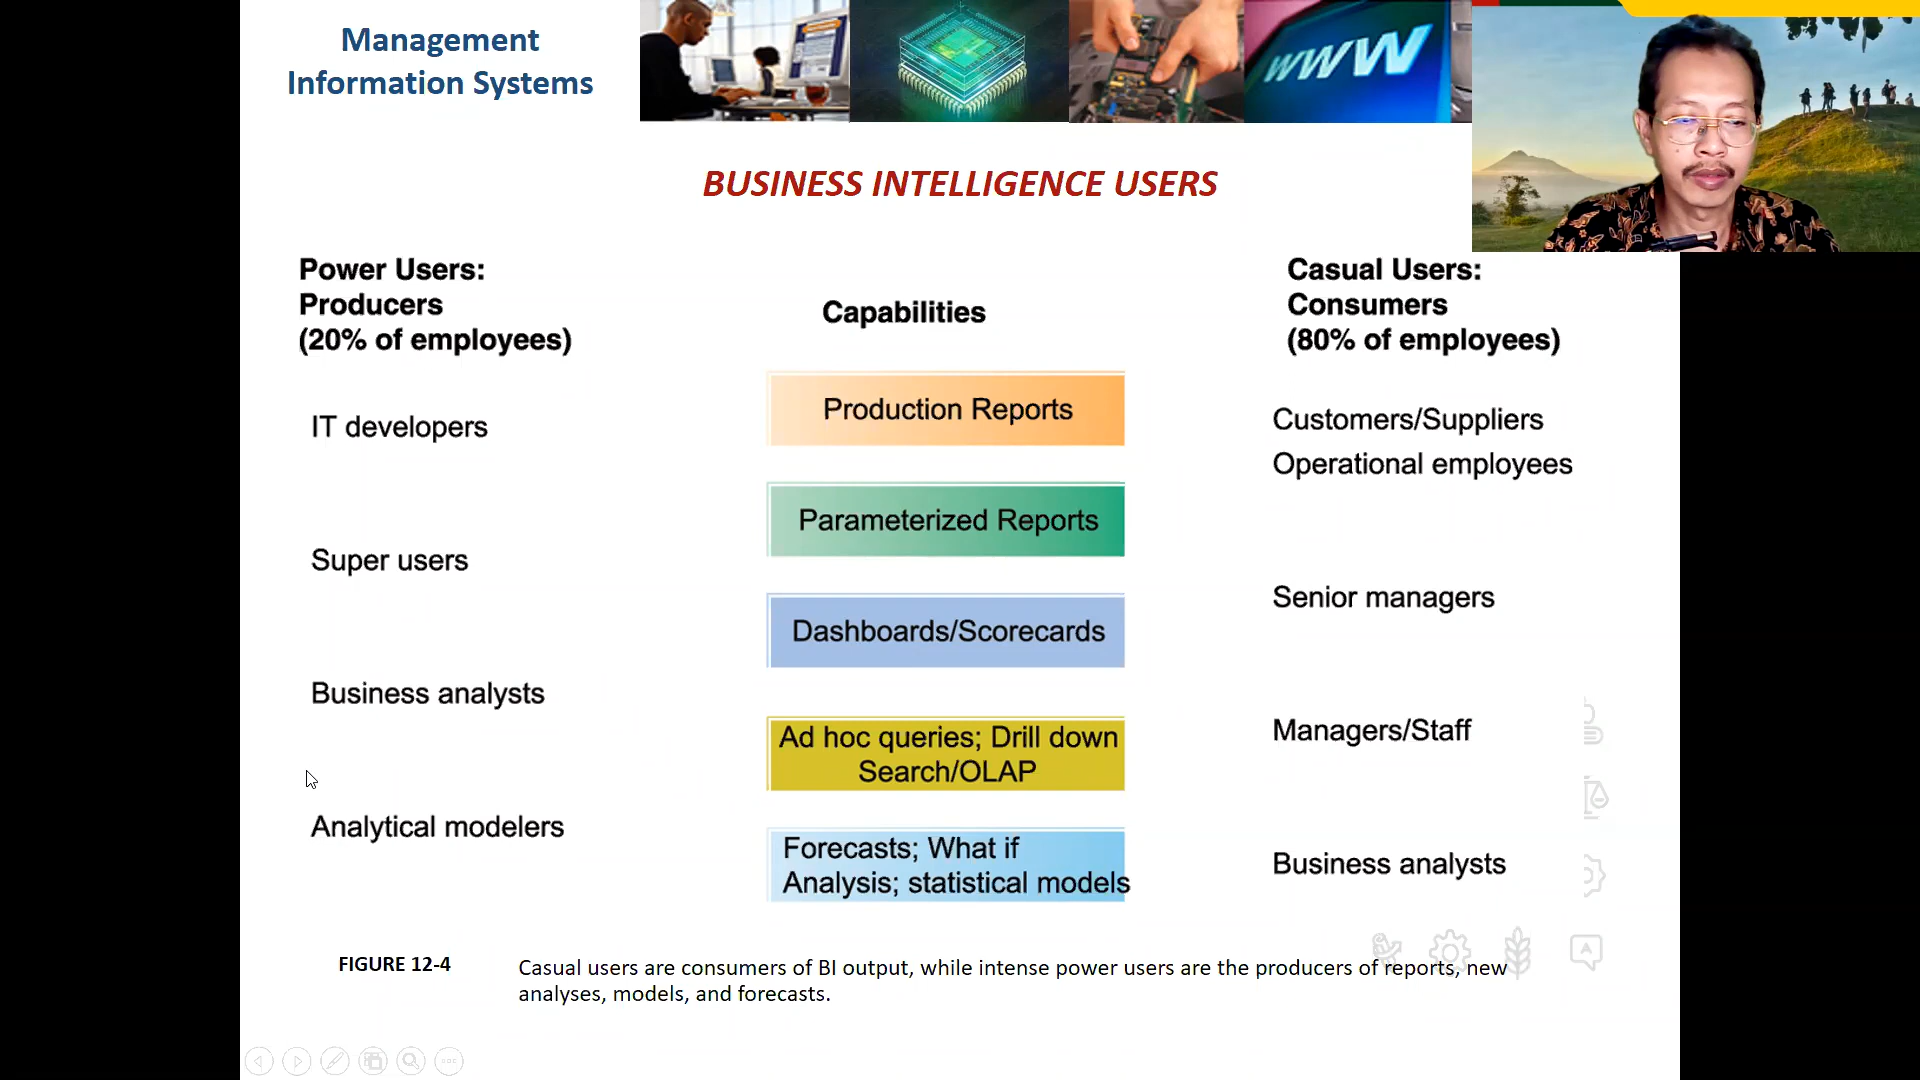 Management
Information Systems
www
BUSINESS INTELLIGENCE USERS
Power Users:
Producers
(20% of employees)
IT developers
Super users
Business analysts
Analytical modelers
Capabilities
Production Reports
Parameterized Reports
Dashboards/Scorecards
Ad hoc queries; Drill down
Search/OLAP
Forecasts; What if
Analysis; statistical models
Casual Users:
Consumers
(80% of employees)
Customers/Suppliers
Operational employees
Senior managers
Managers/Staff
Business analysts
FIGURE 12-4
Casual users are consumers of BI output, while intense power users are the producers of reports, new
analyses, models, and forecasts.
A